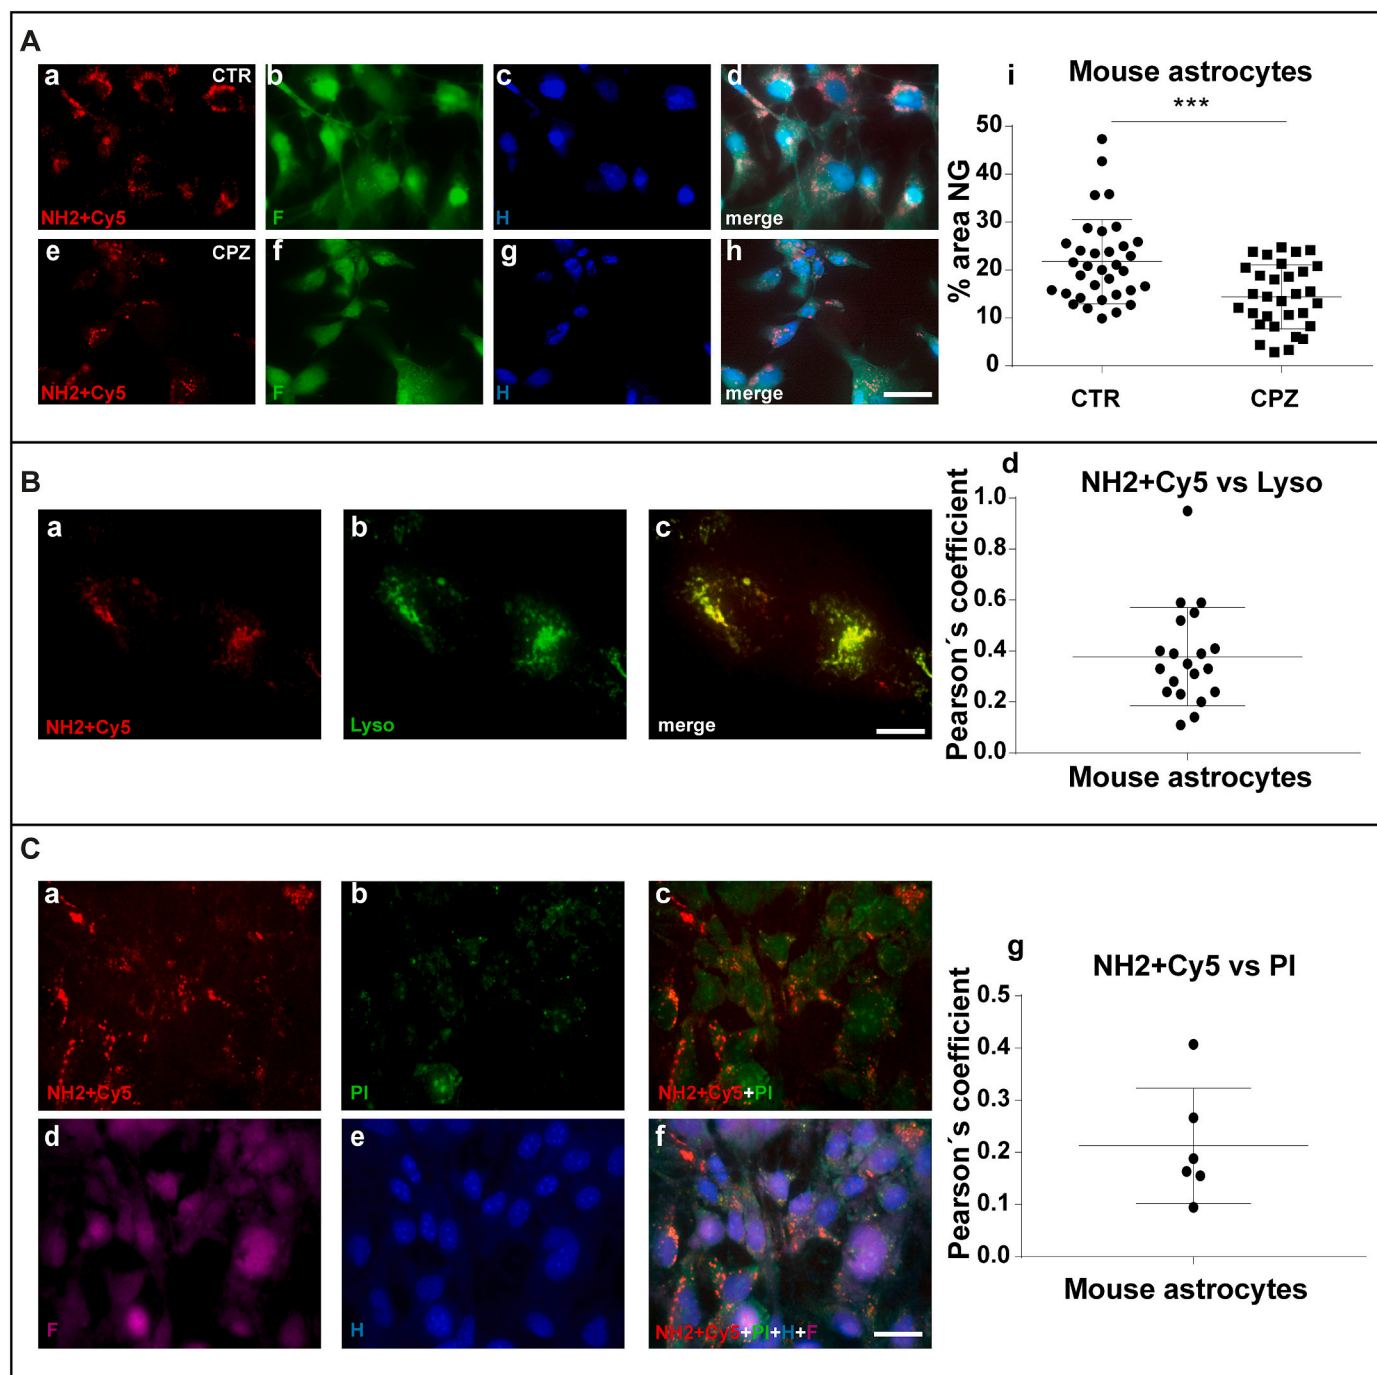 A
a CTR b c d
NH2+Cy5 F H merge
e CPZ f g h
NH2+Cy5 F H merge
i Mouse astrocytes
***
% area NG
50
40
30
20
10
0
CTR CPZ
B
a b c
NH2+Cy5 Lyso merge
d
NH2+Cy5 vs Lyso
Pearson´s coefficient
1.0
0.8
0.6
0.4
0.2
0.0
Mouse astrocytes
C
a b c
NH2+Cy5 PI NH2+Cy5+PI
d e f
F H NH2+Cy5+PI+H+F
g
NH2+Cy5 vs PI
Pearson´s coefficient
0.5
0.4
0.3
0.2
0.1
0.0
Mouse astrocytes